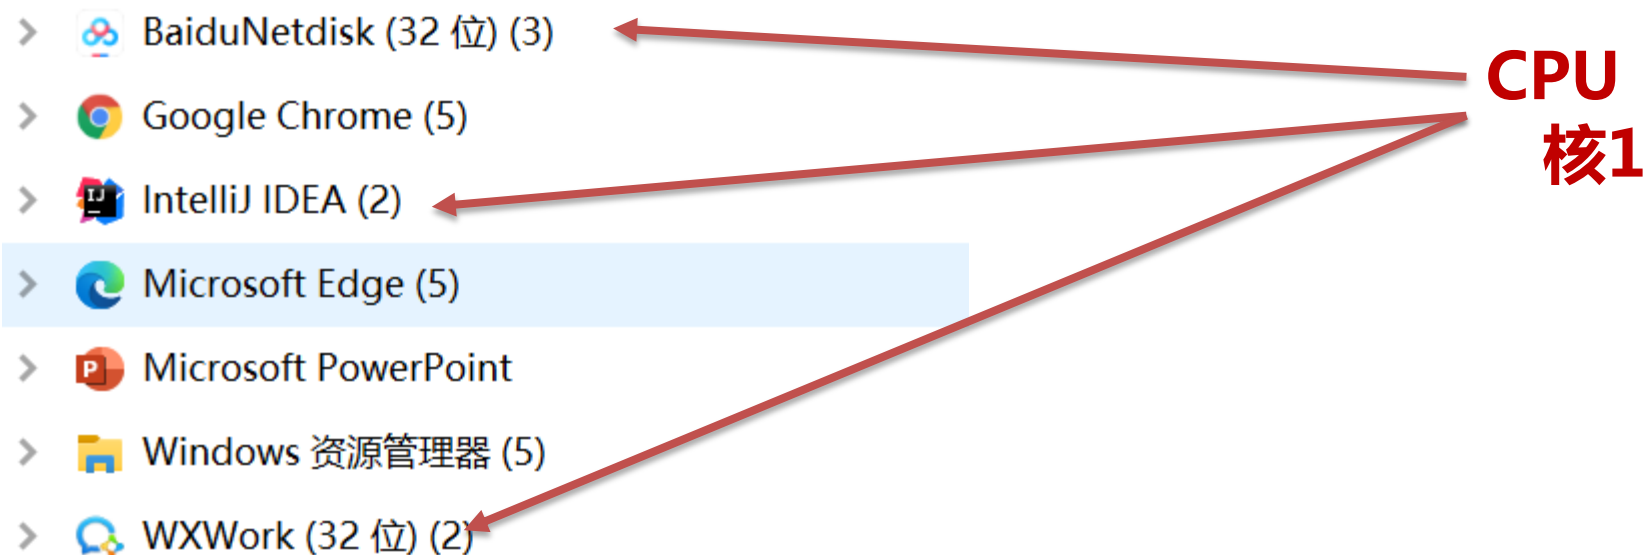 BaiduNetdisk (32 位) (3)
Google Chrome (5)
IntelliJ IDEA (2)
Microsoft Edge (5)
Microsoft PowerPoint
Windows 资源管理器 (5)
WXWork (32 位) (2)
CPU
核1